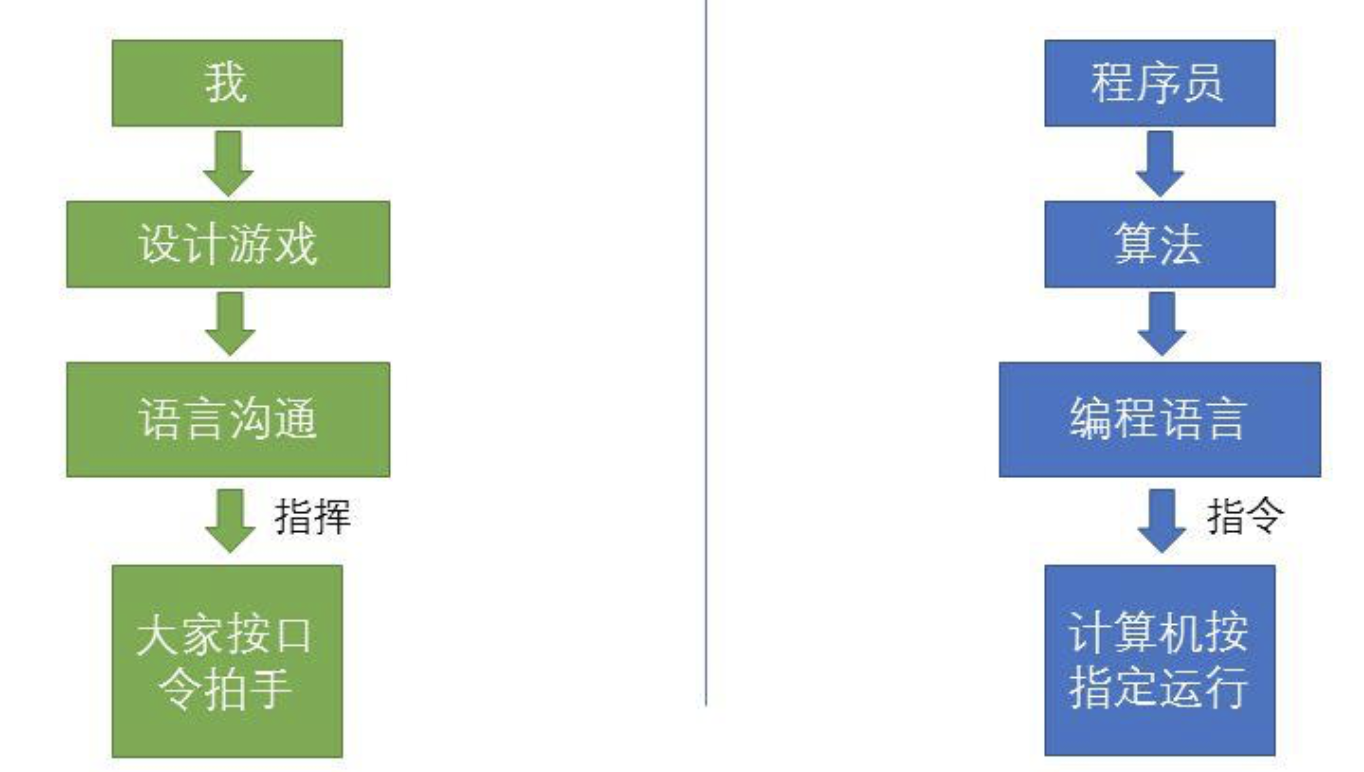 我
设计游戏
语言沟通
指挥
大家按口
令拍手
程序员
算法
编程语言
指令
计算机按
指定运行